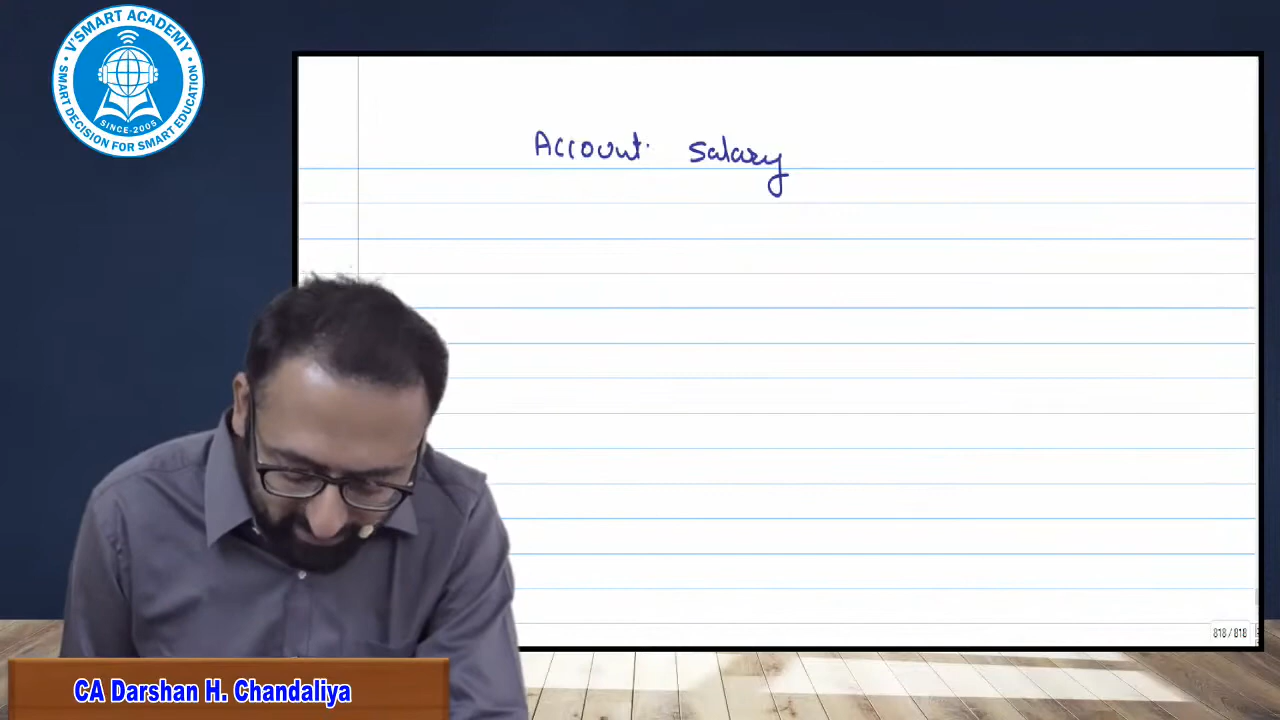 V'SMART ACADEMY
SMART DECISION FOR SMART EDUCATION
SINCE-2005
Account. Salary
818 / 818
CA Darshan H. Chandaliya